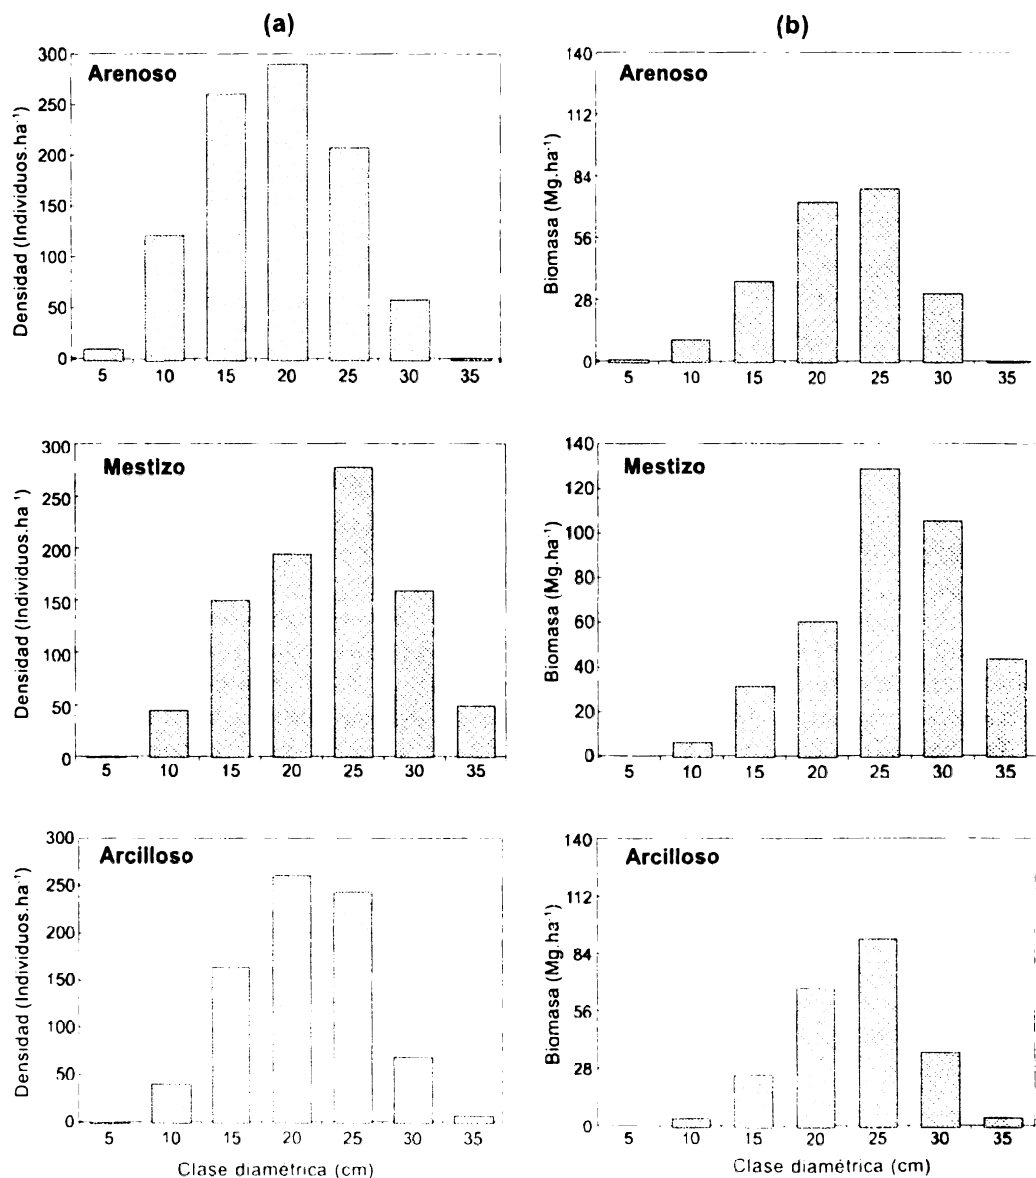 (a)
Arenoso
Densidad (Individuos.ha⁻¹)
300
250
200
150
100
50
0
5 10 15 20 25 30 35
(b)
Arenoso
Biomasa (Mg.ha⁻¹)
140
112
84
56
28
0
5 10 15 20 25 30 35
Mestizo
Densidad (Individuos.ha⁻¹)
300
250
200
150
100
50
0
5 10 15 20 25 30 35
Mestizo
Biomasa (Mg.ha⁻¹)
140
120
100
80
60
40
20
0
5 10 15 20 25 30 35
Arcilloso
Densidad (Individuos.ha⁻¹)
300
250
200
150
100
50
0
5 10 15 20 25 30 35
Clase diamétrica (cm)
Arcilloso
Biomasa (Mg.ha⁻¹)
140
112
84
56
28
0
5 10 15 20 25 30 35
Clase diamétrica (cm)